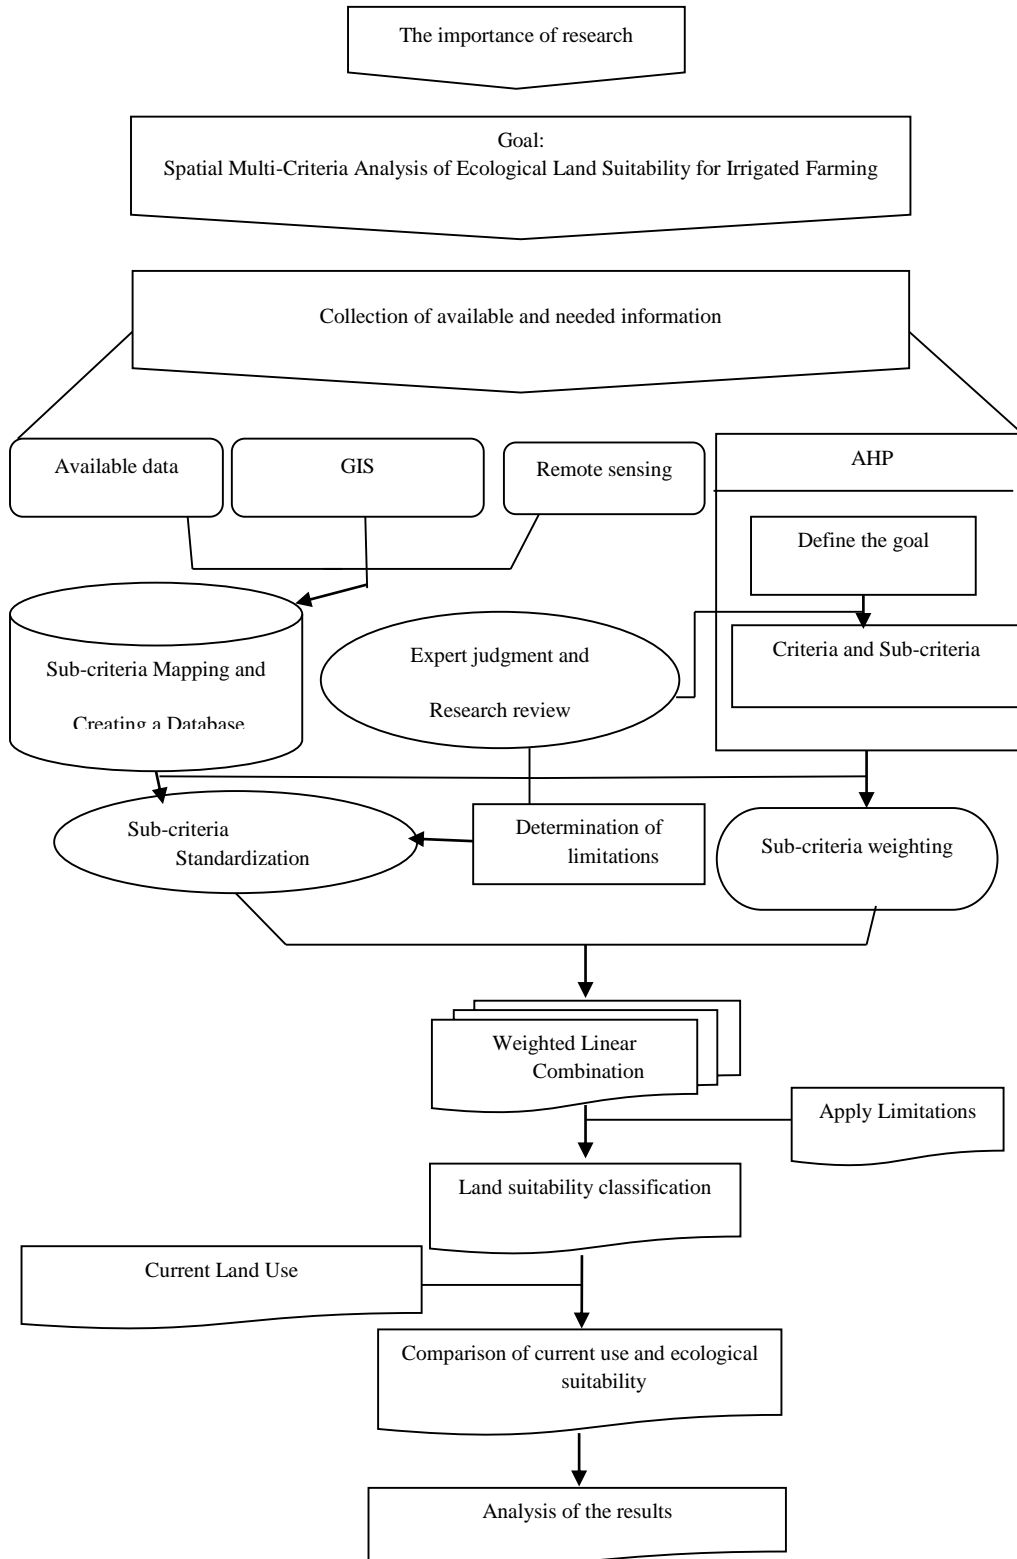 The importance of research
Goal:
Spatial Multi-Criteria Analysis of Ecological Land Suitability for Irrigated Farming
Collection of available and needed information
Available data
GIS
Remote sensing
AHP
Define the goal
Criteria and Sub-criteria
Expert judgment and
Research review
Sub-criteria Mapping and
Creating a Database
Sub-criteria
Standardization
Determination of
limitations
Sub-criteria weighting
Weighted Linear
Combination
Apply Limitations
Land suitability classification
Current Land Use
Comparison of current use and ecological
suitability
Analysis of the results